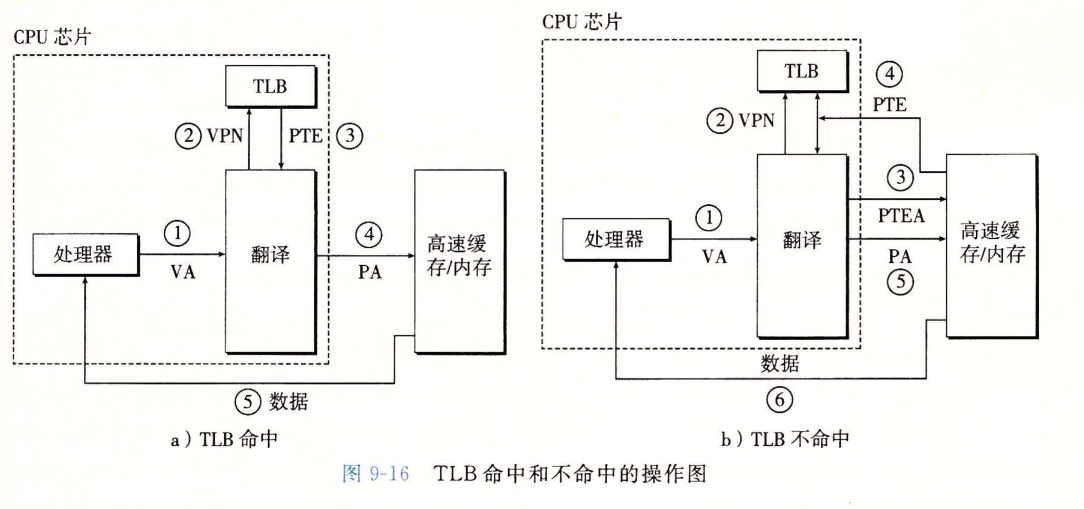 CPU 芯片
TLB
② VPN
PTE ③
①
VA
处理器
翻译
④
PA
高速缓
存/内存
⑤ 数据
a）TLB 命中
CPU 芯片
TLB
④
PTE
② VPN
③
PTEA
①
VA
处理器
翻译
PA
⑤
高速缓
存/内存
数据
⑥
b）TLB 不命中
图 9-16 TLB 命中和不命中的操作图